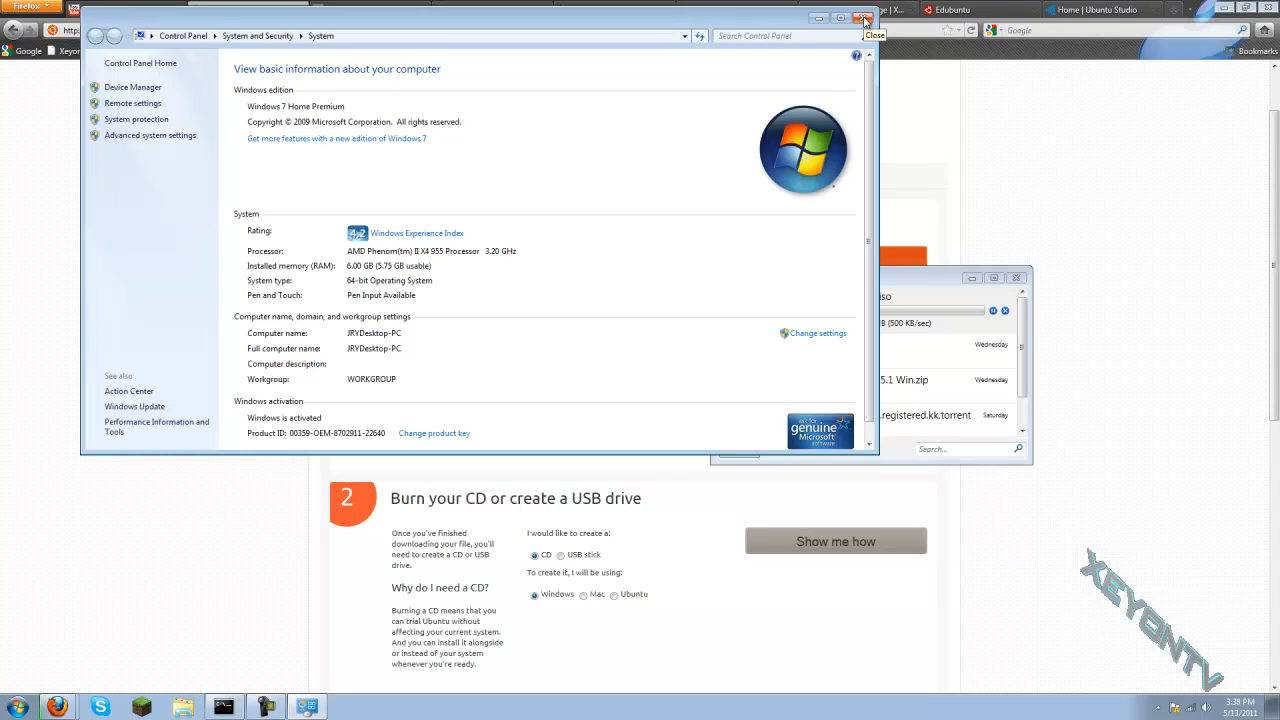 Firefox
ge | X...
Edubuntu
Home | Ubuntu Studio
http:
Control Panel
System and Security
System
Search Control Panel
Close
Google
Google
Keyon
Bookmarks
Control Panel Home
View basic information about your computer
Device Manager
Windows edition
Remote settings
Windows 7 Home Premium
System protection
Copyright © 2009 Microsoft Corporation. All rights reserved.
Advanced system settings
Get more features with a new edition of Windows 7
System
Rating:
4.2
Windows Experience Index
Processor:
AMD Phenom(tm) II X4 955 Processor 3.20 GHz
Installed memory (RAM):
6.00 GB (5.75 GB usable)
System type:
64-bit Operating System
Pen and Touch:
Pen Input Available
Computer name, domain, and workgroup settings
Computer name:
JRYDesktop-PC
Change settings
Full computer name:
JRYDesktop-PC
Computer description:
Workgroup:
WORKGROUP
See also
Action Center
Windows Update
Performance Information and
Tools
Windows activation
Windows is activated
Product ID: 00359-OEM-8702911-22640
Change product key
ask for
genuine
Microsoft
software
iso
B (500 KB/sec)
Wednesday
5.1 Win.zip
Wednesday
.registered.kk.torrent
Saturday
Search...
2
Burn your CD or create a USB drive
Once you've finished
downloading your file, you'll
need to create a CD or USB
drive.
I would like to create a:
CD
USB stick
To create it, I will be using:
Windows
Mac
Ubuntu
Show me how
Why do I need a CD?
Burning a CD means that you
can trial Ubuntu without
affecting your current system.
And you can install it alongside
or instead of your system
whenever you're ready.
XEYONTV
3:38 PM
5/13/2011